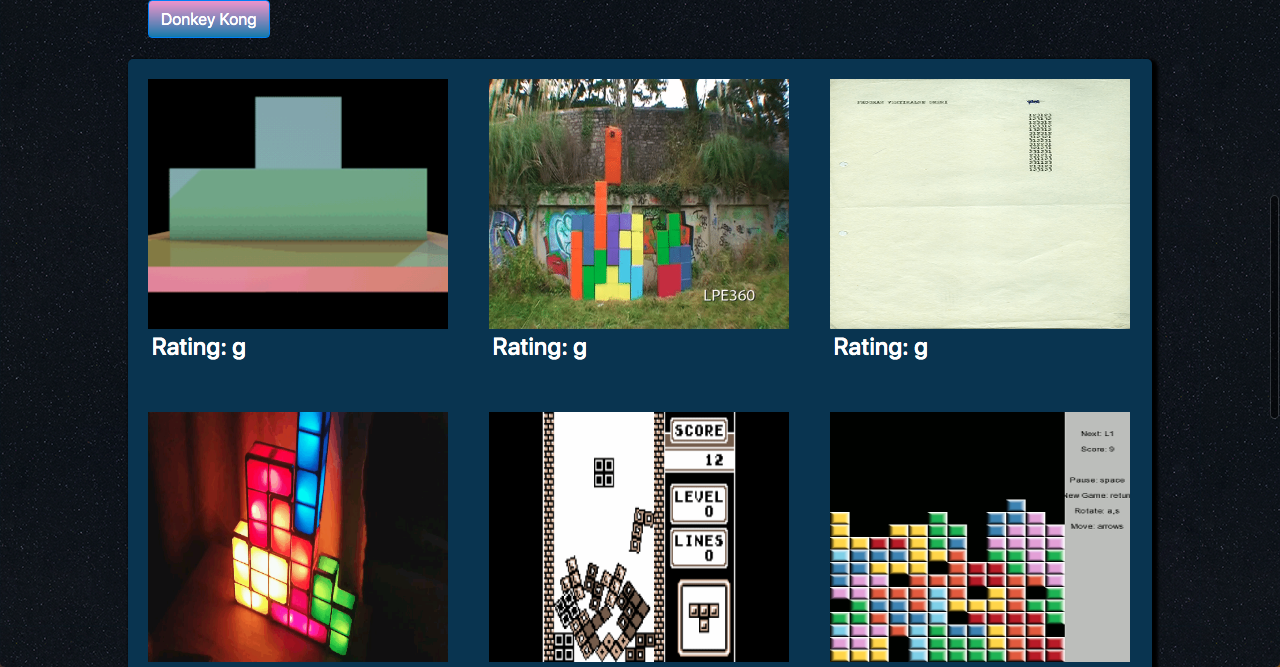 Donkey Kong
LPE360
Rating: g
Rating: g
Rating: g
SCORE
12
LEVEL
0
LINES
0
Next: L1
Score: 9
Pause: space
New Game: return
Rotate: a,s
Move: arrows